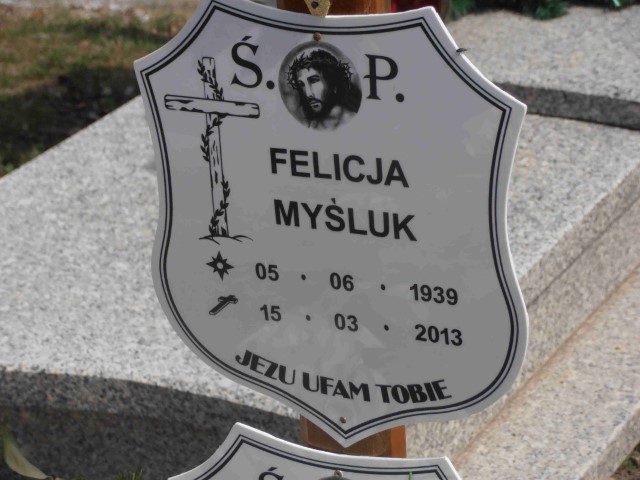 Ś. P.
FELICJA
MYŚLUK
05 · 06 · 1939
15 · 03 · 2013
JEZU UFAM TOBIE
Ś.